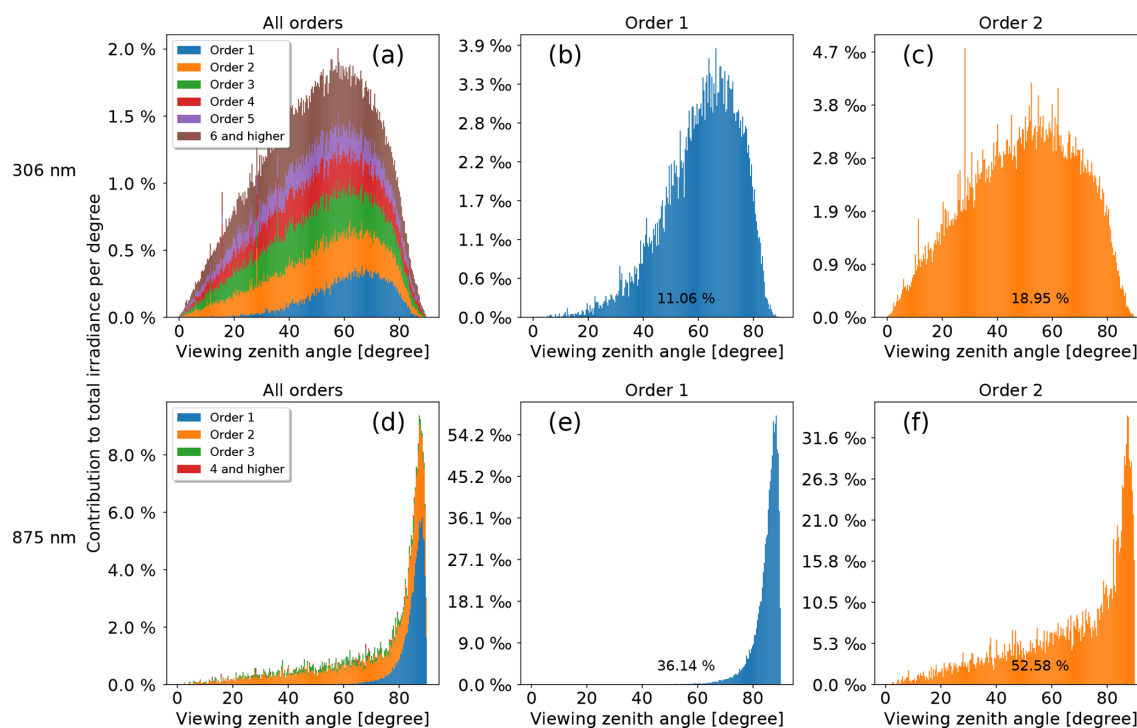 All orders
Order 1
Order 2
(a)
(b)
(c)
2.0 %
1.5 %
1.0 %
0.5 %
0.0 %
Order 1
Order 2
Order 3
Order 4
Order 5
6 and higher
3.9 ‰
3.3 ‰
2.8 ‰
2.2 ‰
1.7 ‰
1.1 ‰
0.6 ‰
0.0 ‰
11.06 %
4.7 ‰
3.8 ‰
2.8 ‰
1.9 ‰
0.9 ‰
0.0 ‰
18.95 %
306 nm
0 20 40 60 80
0 20 40 60 80
0 20 40 60 80
Viewing zenith angle [degree]
Viewing zenith angle [degree]
Viewing zenith angle [degree]
Contribution to total irradiance per degree
All orders
Order 1
Order 2
(d)
(e)
(f)
8.0 %
6.0 %
4.0 %
2.0 %
0.0 %
Order 1
Order 2
Order 3
4 and higher
54.2 ‰
45.2 ‰
36.1 ‰
27.1 ‰
18.1 ‰
9.0 ‰
0.0 ‰
36.14 %
31.6 ‰
26.3 ‰
21.0 ‰
15.8 ‰
10.5 ‰
5.3 ‰
0.0 ‰
52.58 %
875 nm
0 20 40 60 80
0 20 40 60 80
0 20 40 60 80
Viewing zenith angle [degree]
Viewing zenith angle [degree]
Viewing zenith angle [degree]